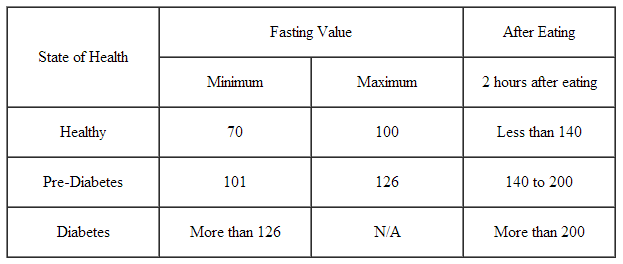 State of Health
Fasting Value
After Eating
Minimum
Maximum
2 hours after eating
Healthy
70
100
Less than 140
Pre-Diabetes
101
126
140 to 200
Diabetes
More than 126
N/A
More than 200